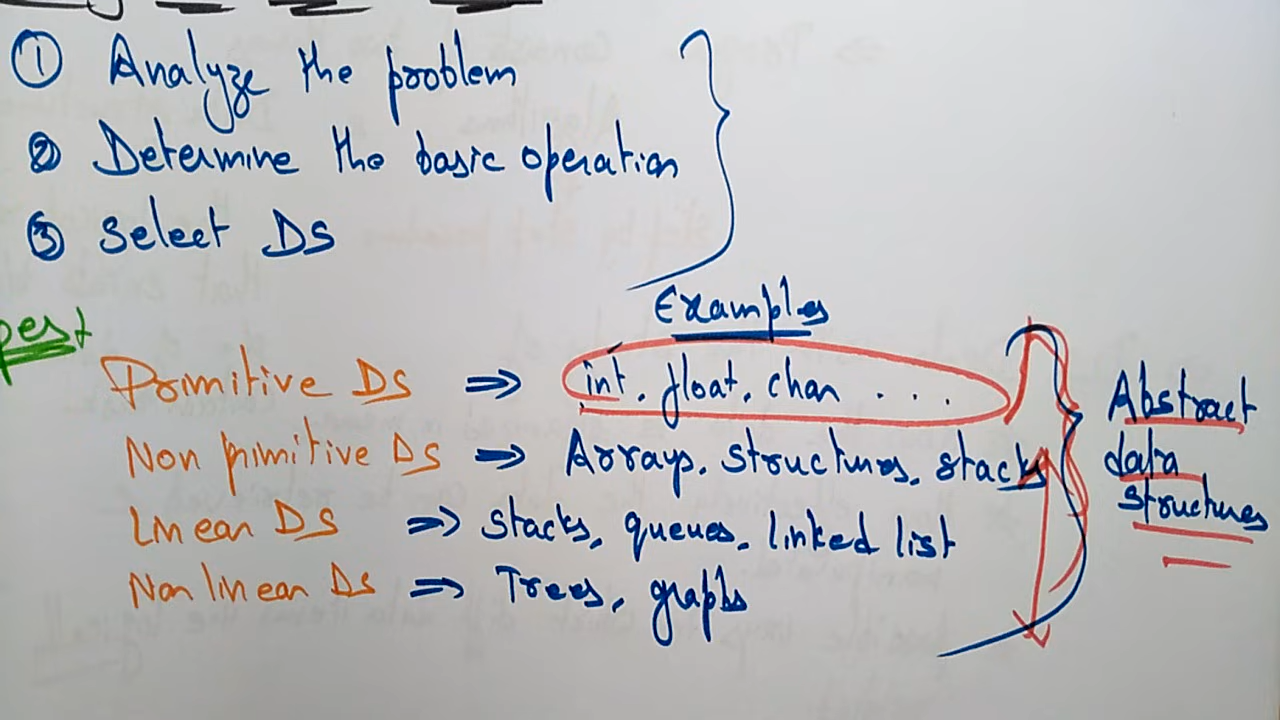 ① Analyze the problem
② Determine the basic operation
③ Select DS
Examples
Primitive DS ⇒ int, float, char ...
Non primitive DS ⇒ Arrays, structures, stacks
Linear DS ⇒ stacks, queues, linked list
Non linear DS ⇒ Trees, graphs
Abstract
data
structures